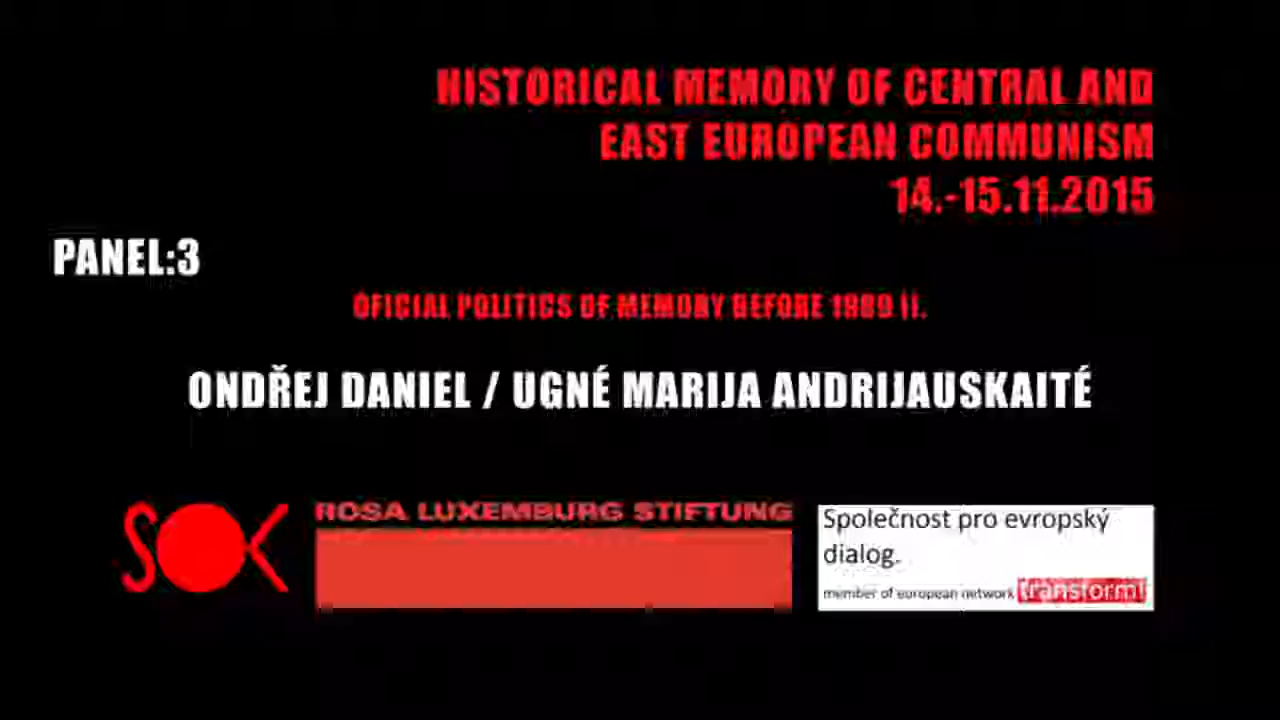 HISTORICAL MEMORY OF CENTRAL AND
EAST EUROPEAN COMMUNISM
14.-15.11.2015
PANEL:3
OFICIAL POLITICS OF MEMORY BEFORE 1989 II.
ONDŘEJ DANIEL / UGNÉ MARIJA ANDRIJAUSKAITÉ
SOK
ROSA LUXEMBURG STIFTUNG
Společnost pro evropský
dialog.
member of european network transform!